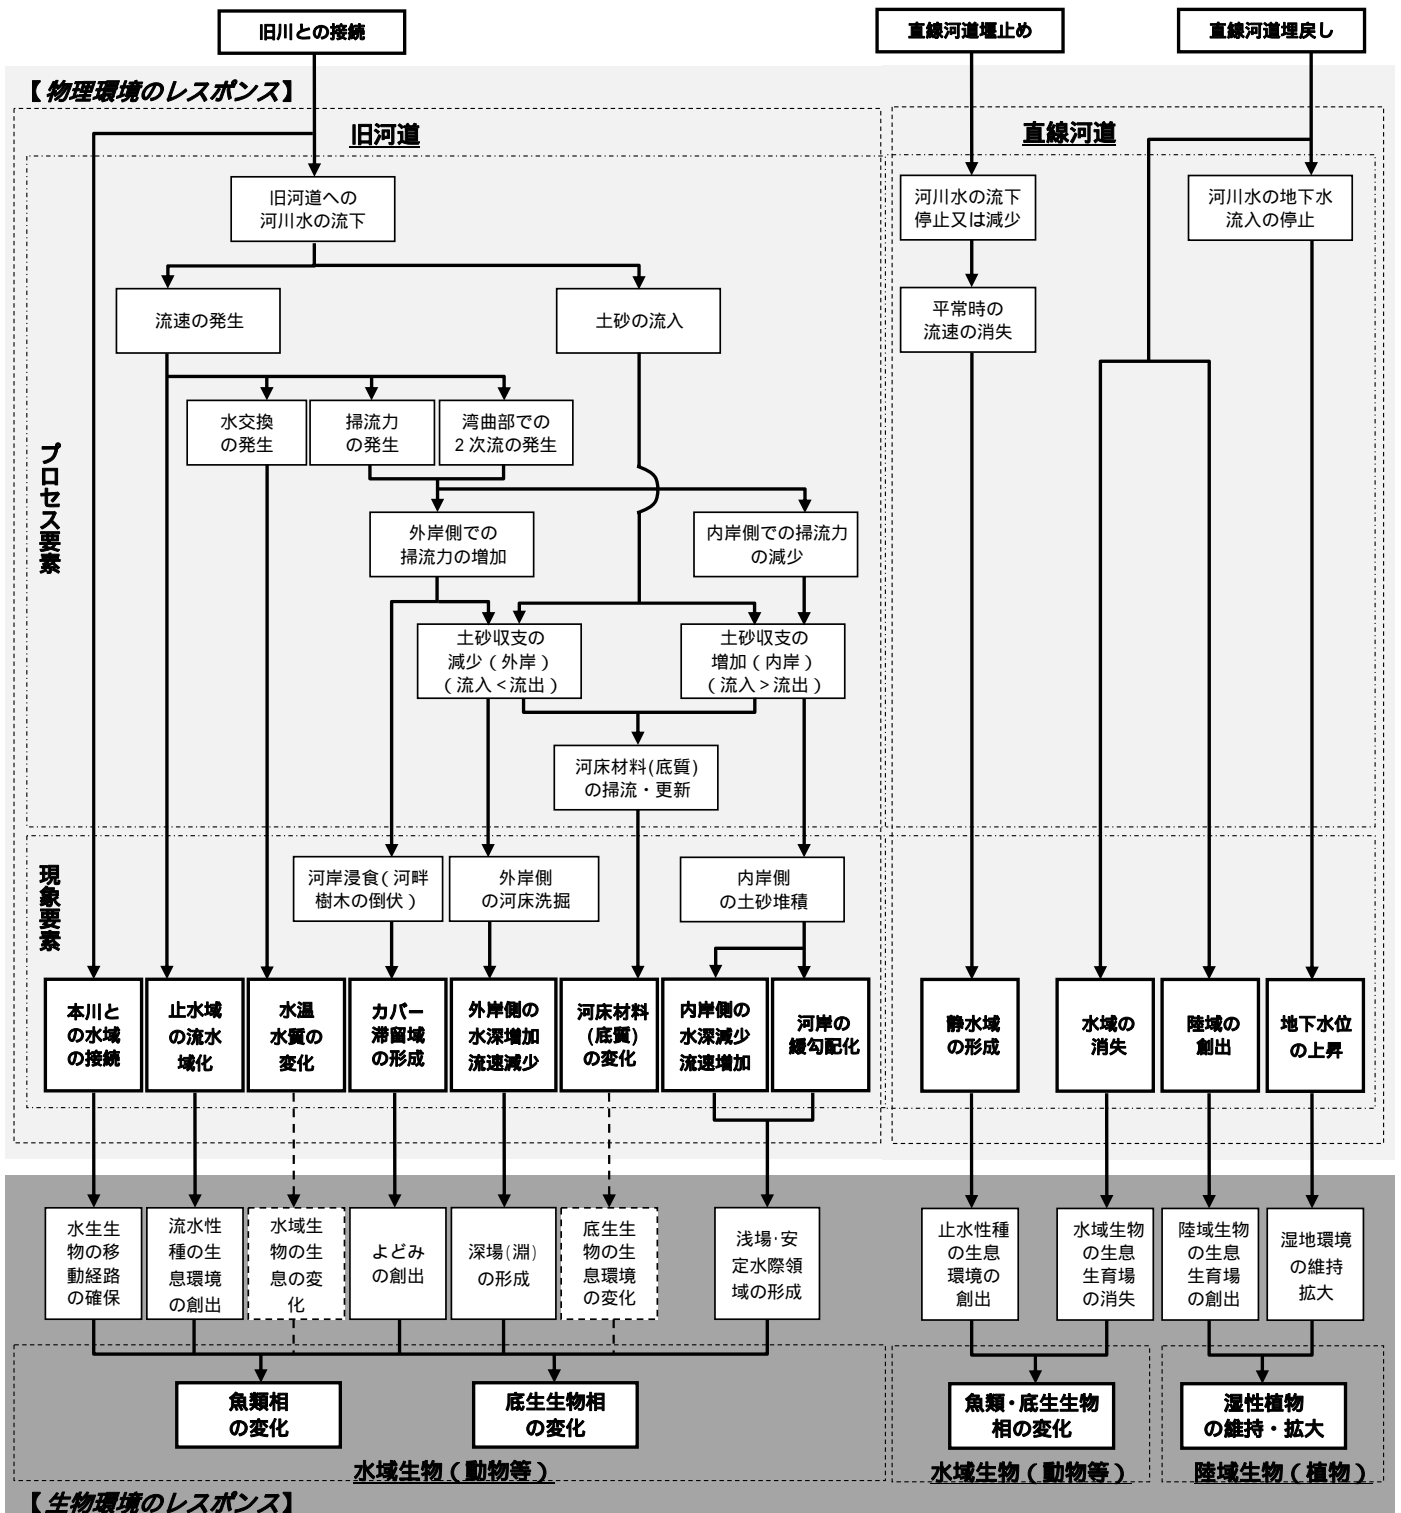 旧川との接続
直線河道堰止め
直線河道埋戻し
【物理環境のレスポンス】
旧河道
直線河道
旧河道への
河川水の流下
河川水の流下
停止又は減少
河川水の地下水
流入の停止
流速の発生
土砂の流入
平常時の
流速の消失
水交換
の発生
掃流力
の発生
湾曲部での
2次流の発生
プロセス要素
外岸側での
掃流力の増加
内岸側での掃流力
の減少
土砂収支の
減少(外岸)
(流入<流出)
土砂収支の
増加(内岸)
(流入>流出)
河床材料(底質)
の掃流・更新
現象要素
河岸浸食(河畔
樹木の倒伏)
外岸側
の河床洗掘
内岸側
の土砂堆積
本川と
の水域
の接続
止水域
の流水
域化
水温
水質の
変化
カバー
滞留域
の形成
外岸側の
水深増加
流速減少
河床材料
(底質)
の変化
内岸側の
水深減少
流速増加
河岸の
緩勾配化
静水域
の形成
水域の
消失
陸域の
創出
地下水位
の上昇
水生生
物の移
動経路
の確保
流水性
種の生
息環境
の創出
水域生
物の生
息の変
化
よどみ
の創出
深場(淵)
の形成
底生生
物の生
息環境
の変化
浅場・安
定水際領
域の形成
止水性種
の生息
環境の
創出
水域生物
の生息
生育場
の消失
陸域生物
の生息
生育場
の創出
湿地環境
の維持
拡大
魚類相
の変化
底生生物相
の変化
魚類・底生生物
相の変化
湿性植物
の維持・拡大
水域生物(動物等)
水域生物(動物等)
陸域生物(植物)
【生物環境のレスポンス】